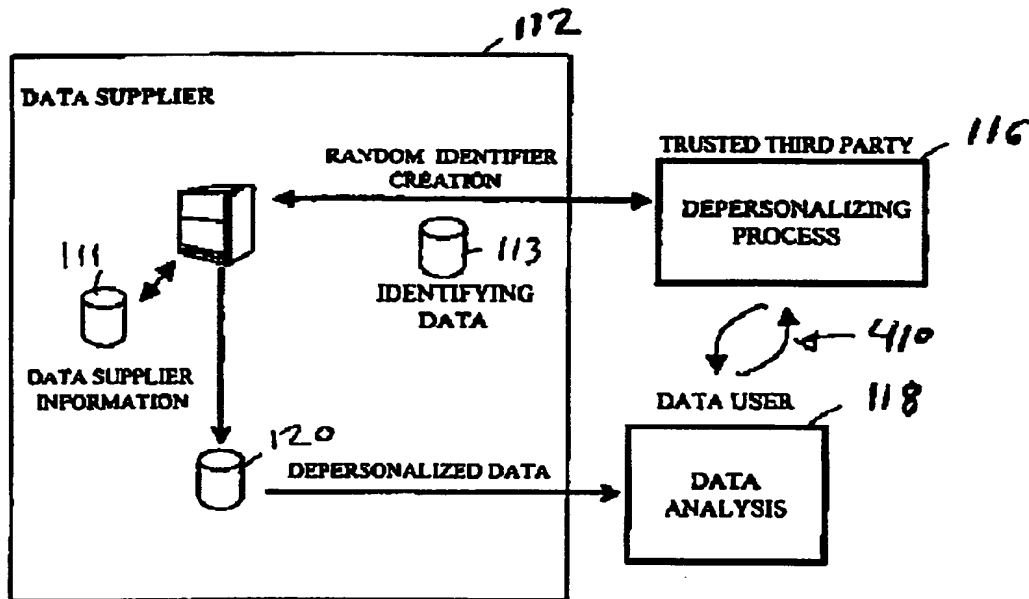 112
DATA SUPPLIER
TRUSTED THIRD PARTY
116
RANDOM IDENTIFIER
CREATION
DEPERSONALIZING
PROCESS
111
113
IDENTIFYING
DATA
410
DATA SUPPLIER
INFORMATION
DATA USER
118
120
DEPERSONALIZED DATA
DATA
ANALYSIS